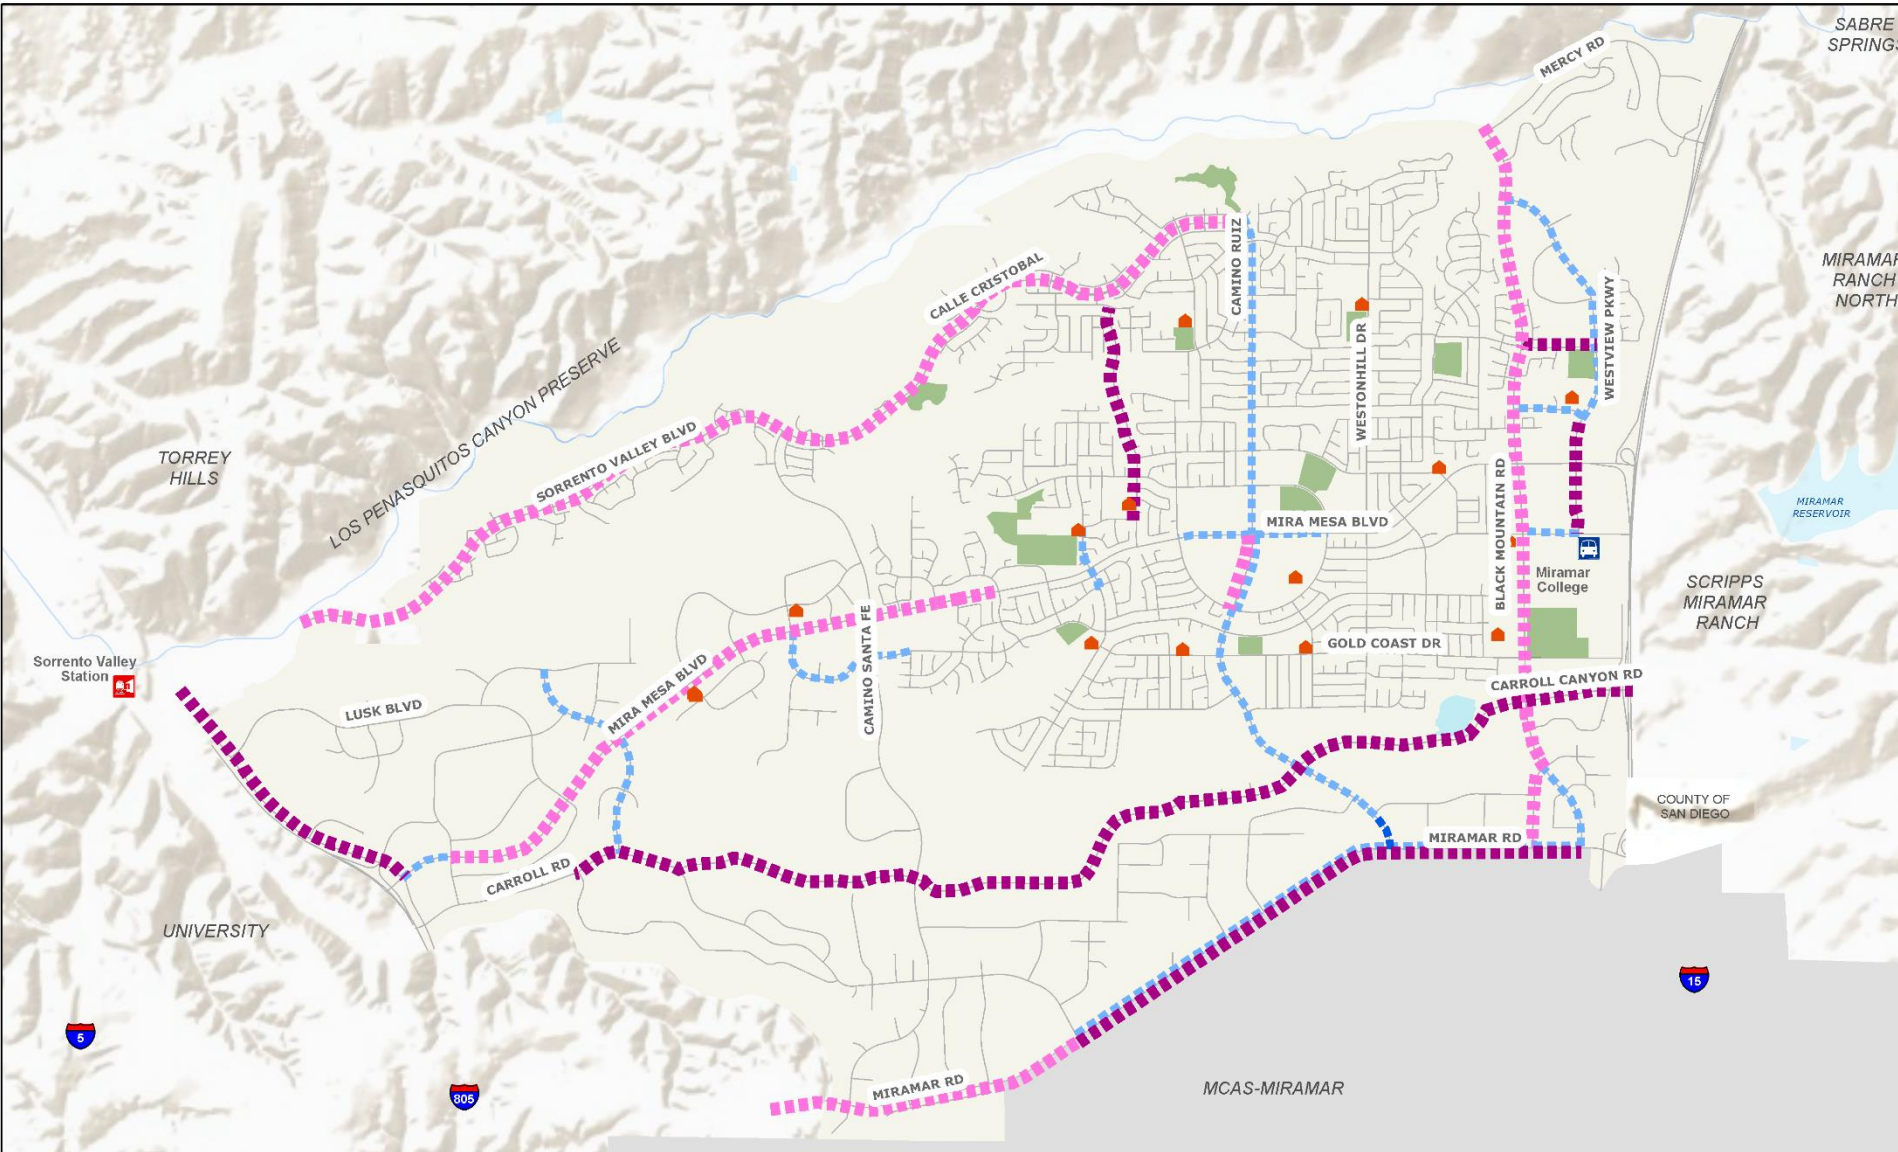 SABRE
SPRINGS
MERCY RD
MIRAMAR
RANCH
NORTH
CAMINO RUIZ
CALLE CRISTOBAL
WESTVIEW PKWY
WESTONHILL DR
LOS PENASQUITOS CANYON PRESERVE
SORRENTO VALLEY BLVD
TORREY
HILLS
BLACK MOUNTAIN RD
MIRAMAR
RESERVOIR
MIRA MESA BLVD
Miramar
College
SCRIPPS
MIRAMAR
RANCH
CAMINO SANTA FE
GOLD COAST DR
Sorrento Valley
Station
MIRA MESA BLVD
CARROLL CANYON RD
LUSK BLVD
COUNTY OF
SAN DIEGO
MIRAMAR RD
CARROLL RD
UNIVERSITY
15
5
805
MIRAMAR RD
MCAS-MIRAMAR